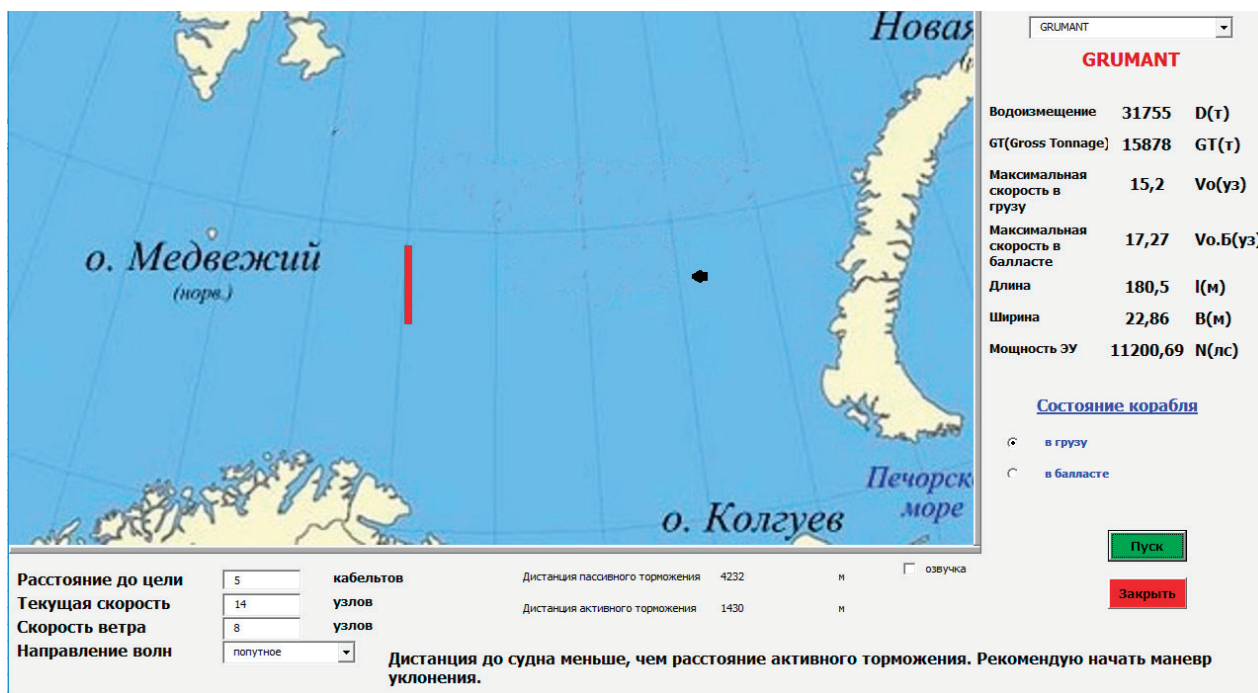 Новая
о. Медвежий
(норв.)
Печорск
море
о. Колгуев
GRUMANT
GRUMANT
Водоизмещение 31755 D(т)
GT(Gross Tonnage) 15878 GT(т)
Максимальная
скорость в
грузу
15,2 Vo(уз)
Максимальная
скорость в
балласте
17,27 Vo.Б(уз)
Длина 180,5 l(м)
Ширина 22,86 B(м)
Мощность ЭУ 11200,69 N(лс)
Состояние корабля
в грузу
в балласте
Пуск
Закрыть
Расстояние до цели 5 кабельтов
Текущая скорость 14 узлов
Скорость ветра 8 узлов
Направление волн попутное
Дистанция пассивного торможения 4232 м
Дистанция активного торможения 1430 м
озвучка
Дистанция до судна меньше, чем расстояние активного торможения. Рекомендую начать маневр
уклонения.